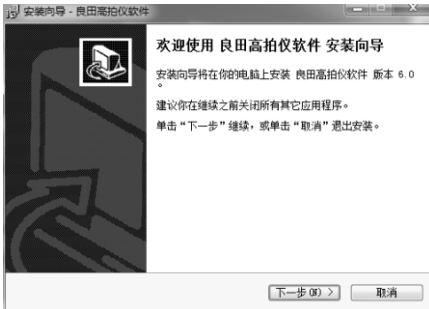 安装向导 - 良田高拍仪软件
欢迎使用 良田高拍仪软件 安装向导
安装向导将在你的电脑上安装 良田高拍仪软件 版本 6.0
。
建议你在继续之前关闭所有其它应用程序。
单击“下一步”继续，或单击“取消”退出安装。
下一步(N) >
取消